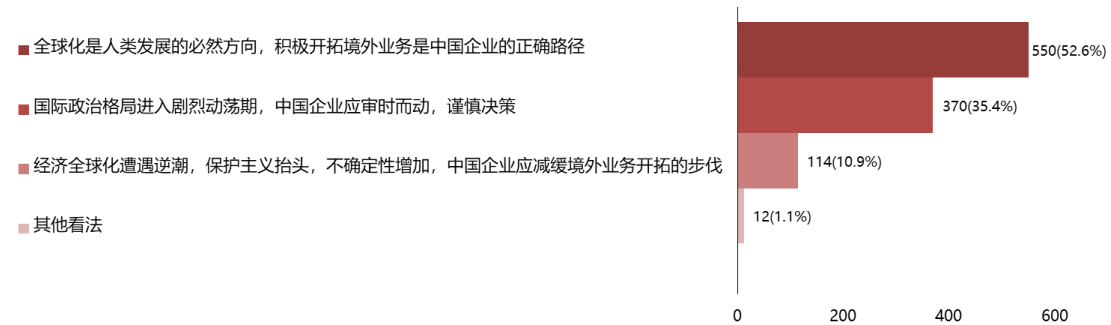 全球化是人类发展的必然方向，积极开拓境外业务是中国企业的正确路径
550(52.6%)
国际政治格局进入剧烈动荡期，中国企业应审时而动，谨慎决策
370(35.4%)
经济全球化遭遇逆潮，保护主义抬头，不确定性增加，中国企业应减缓境外业务开拓的步伐
114(10.9%)
其他看法
12(1.1%)
0 200 400 600